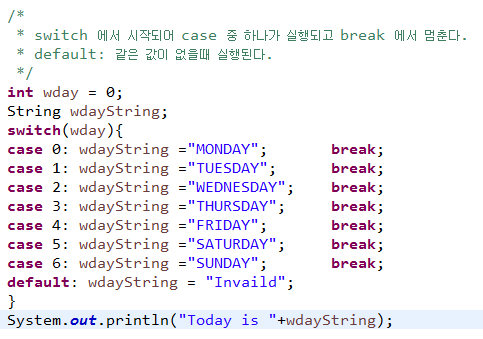 /*
 * switch 에서 시작되어 case 중 하나가 실행되고 break 에서 멈춘다.
 * default: 같은 값이 없을때 실행된다.
 */
int wday = 0;
String wdayString;
switch(wday){
case 0: wdayString ="MONDAY"; break;
case 1: wdayString ="TUESDAY"; break;
case 2: wdayString ="WEDNESDAY"; break;
case 3: wdayString ="THURSDAY"; break;
case 4: wdayString ="FRIDAY"; break;
case 5: wdayString ="SATURDAY"; break;
case 6: wdayString ="SUNDAY"; break;
default: wdayString = "Invaild";
}
System.out.println("Today is "+wdayString);